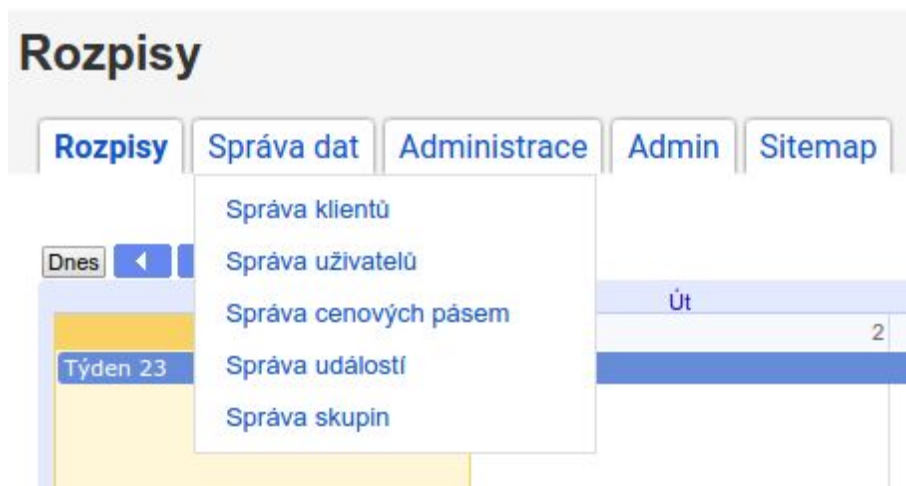 Rozpisy
Rozpisy Správa dat Administrace Admin Sitemap
Správa klientů
Správa uživatelů
Dnes
Správa cenových pásem
Út
2
Správa událostí
Týden 23
Správa skupin